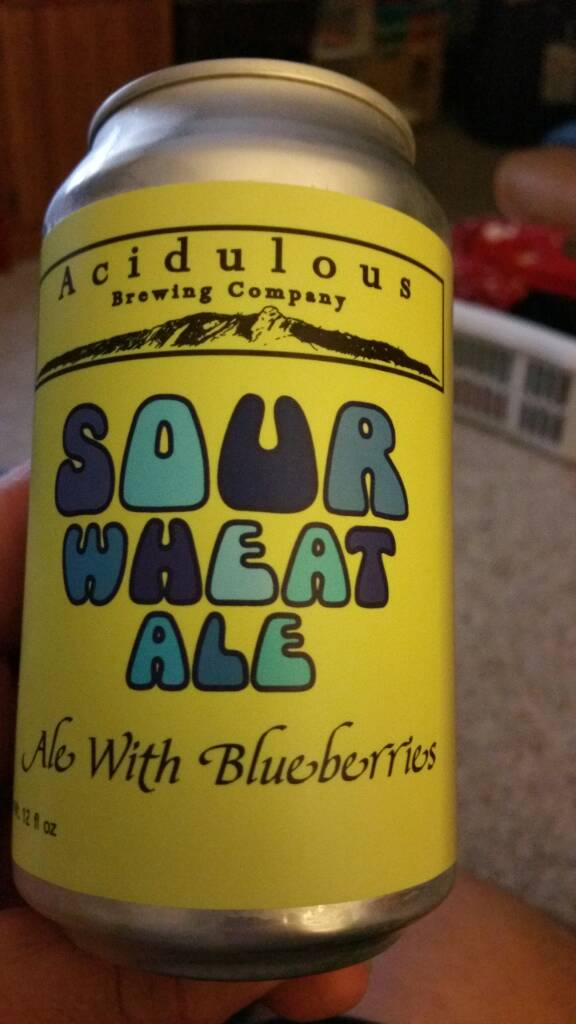 Acidulous
Brewing Company
SOUR
WHEAT
ALE
Ale With Blueberries
12 fl oz